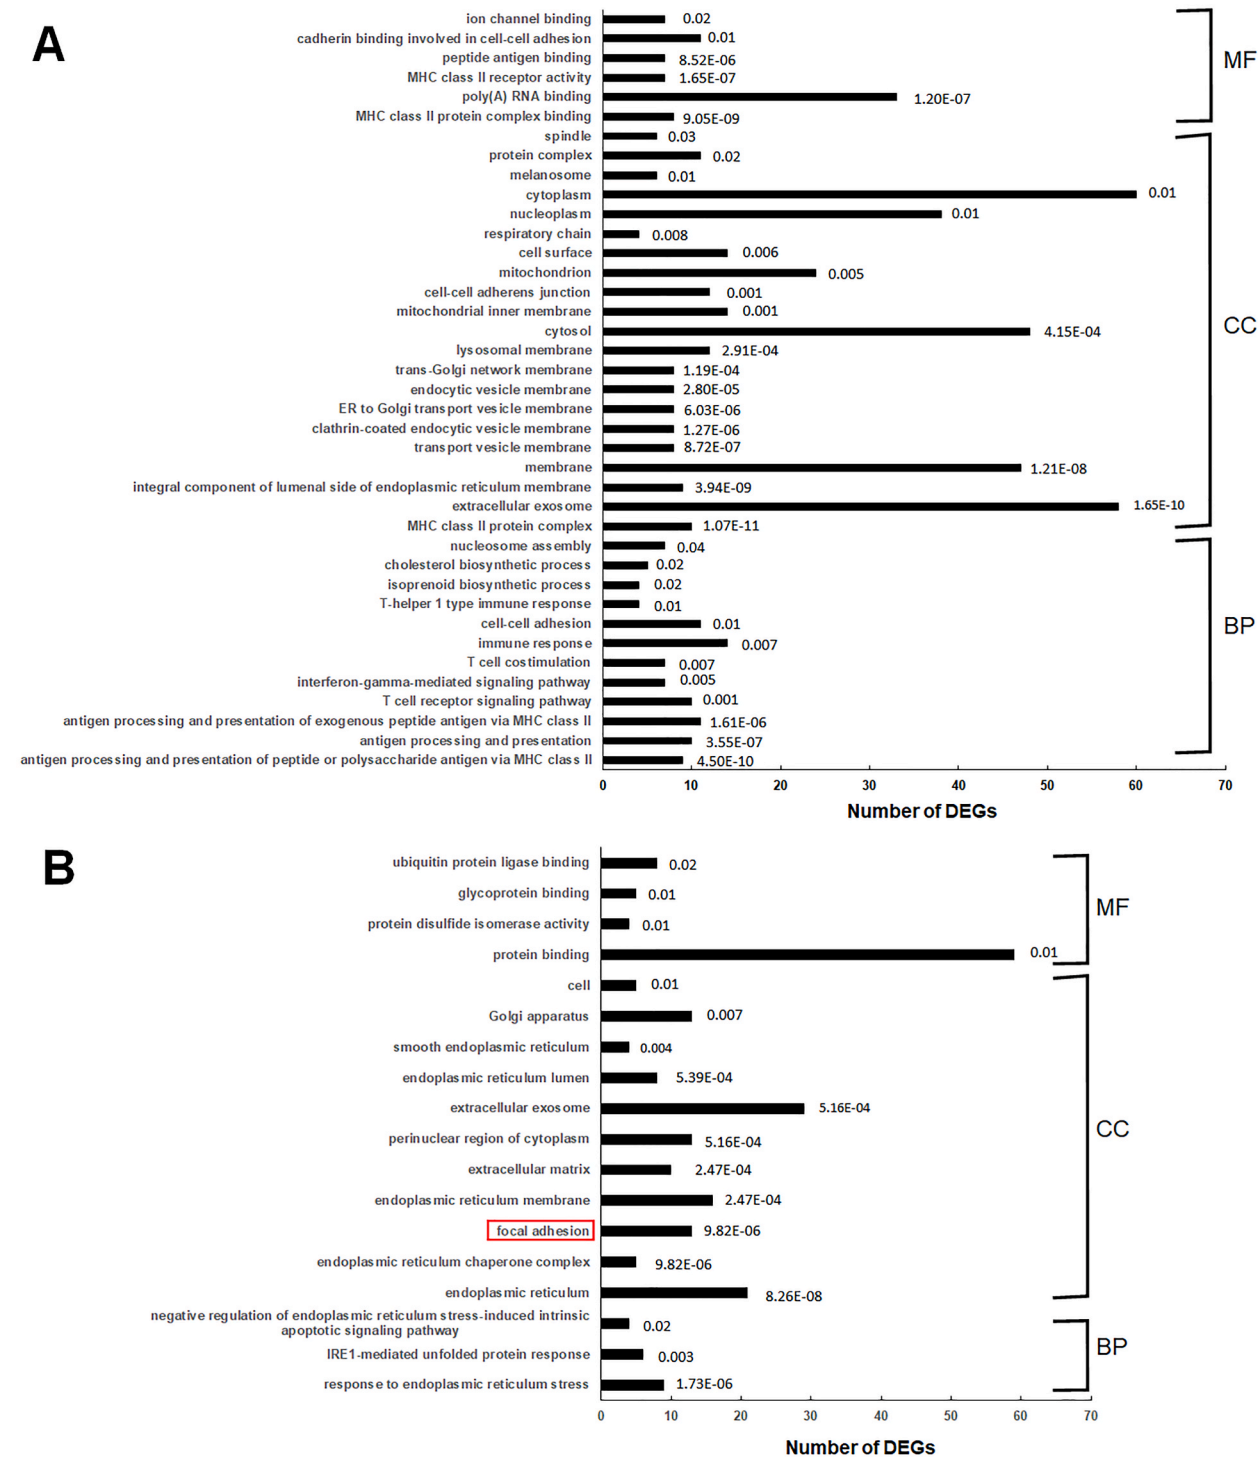 A
ion channel binding 0.02
cadherin binding involved in cell-cell adhesion 0.01
peptide antigen binding 8.52E-06
MHC class II receptor activity 1.65E-07
poly(A) RNA binding 1.20E-07
MHC class II protein complex binding 9.05E-09
MF
spindle 0.03
protein complex 0.02
melanosome 0.01
cytoplasm 0.01
nucleoplasm 0.01
respiratory chain 0.008
cell surface 0.006
mitochondrion 0.005
cell-cell adherens junction 0.001
mitochondrial inner membrane 0.001
cytosol 4.15E-04
lysosomal membrane 2.91E-04
trans-Golgi network membrane 1.19E-04
endocytic vesicle membrane 2.80E-05
ER to Golgi transport vesicle membrane 6.03E-06
clathrin-coated endocytic vesicle membrane 1.27E-06
transport vesicle membrane 8.72E-07
membrane 1.21E-08
integral component of lumenal side of endoplasmic reticulum membrane 3.94E-09
extracellular exosome 1.65E-10
MHC class II protein complex 1.07E-11
CC
nucleosome assembly 0.04
cholesterol biosynthetic process 0.02
isoprenoid biosynthetic process 0.02
T-helper 1 type immune response 0.01
cell-cell adhesion 0.01
immune response 0.007
T cell costimulation 0.007
interferon-gamma-mediated signaling pathway 0.005
T cell receptor signaling pathway 0.001
antigen processing and presentation of exogenous peptide antigen via MHC class II 1.61E-06
antigen processing and presentation 3.55E-07
antigen processing and presentation of peptide or polysaccharide antigen via MHC class II 4.50E-10
BP
0 10 20 30 40 50 60 70
Number of DEGs
B
ubiquitin protein ligase binding 0.02
glycoprotein binding 0.01
protein disulfide isomerase activity 0.01
protein binding 0.01
MF
cell 0.01
Golgi apparatus 0.007
smooth endoplasmic reticulum 0.004
endoplasmic reticulum lumen 5.39E-04
extracellular exosome 5.16E-04
perinuclear region of cytoplasm 5.16E-04
extracellular matrix 2.47E-04
endoplasmic reticulum membrane 2.47E-04
focal adhesion 9.82E-06
endoplasmic reticulum chaperone complex 9.82E-06
endoplasmic reticulum 8.26E-08
CC
negative regulation of endoplasmic reticulum stress-induced intrinsic
apoptotic signaling pathway 0.02
IRE1-mediated unfolded protein response 0.003
response to endoplasmic reticulum stress 1.73E-06
BP
0 10 20 30 40 50 60 70
Number of DEGs